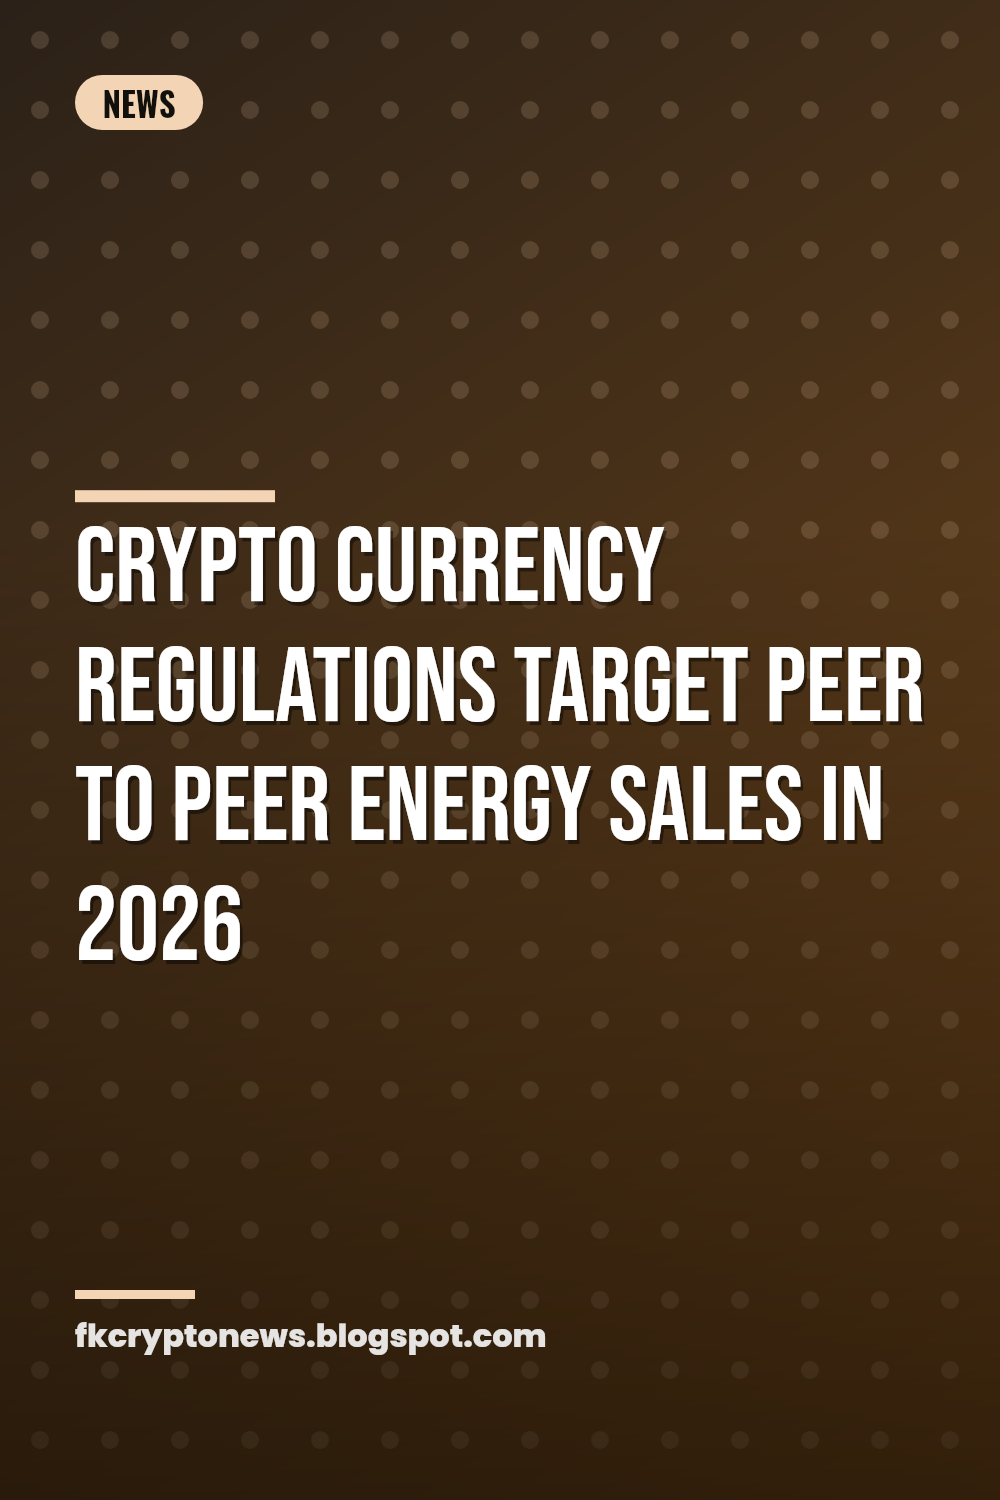 NEWS
CRYPTO CURRENCY
REGULATIONS TARGET PEER
TO PEER ENERGY SALES IN
2026
fkcryptonews.blogspot.com